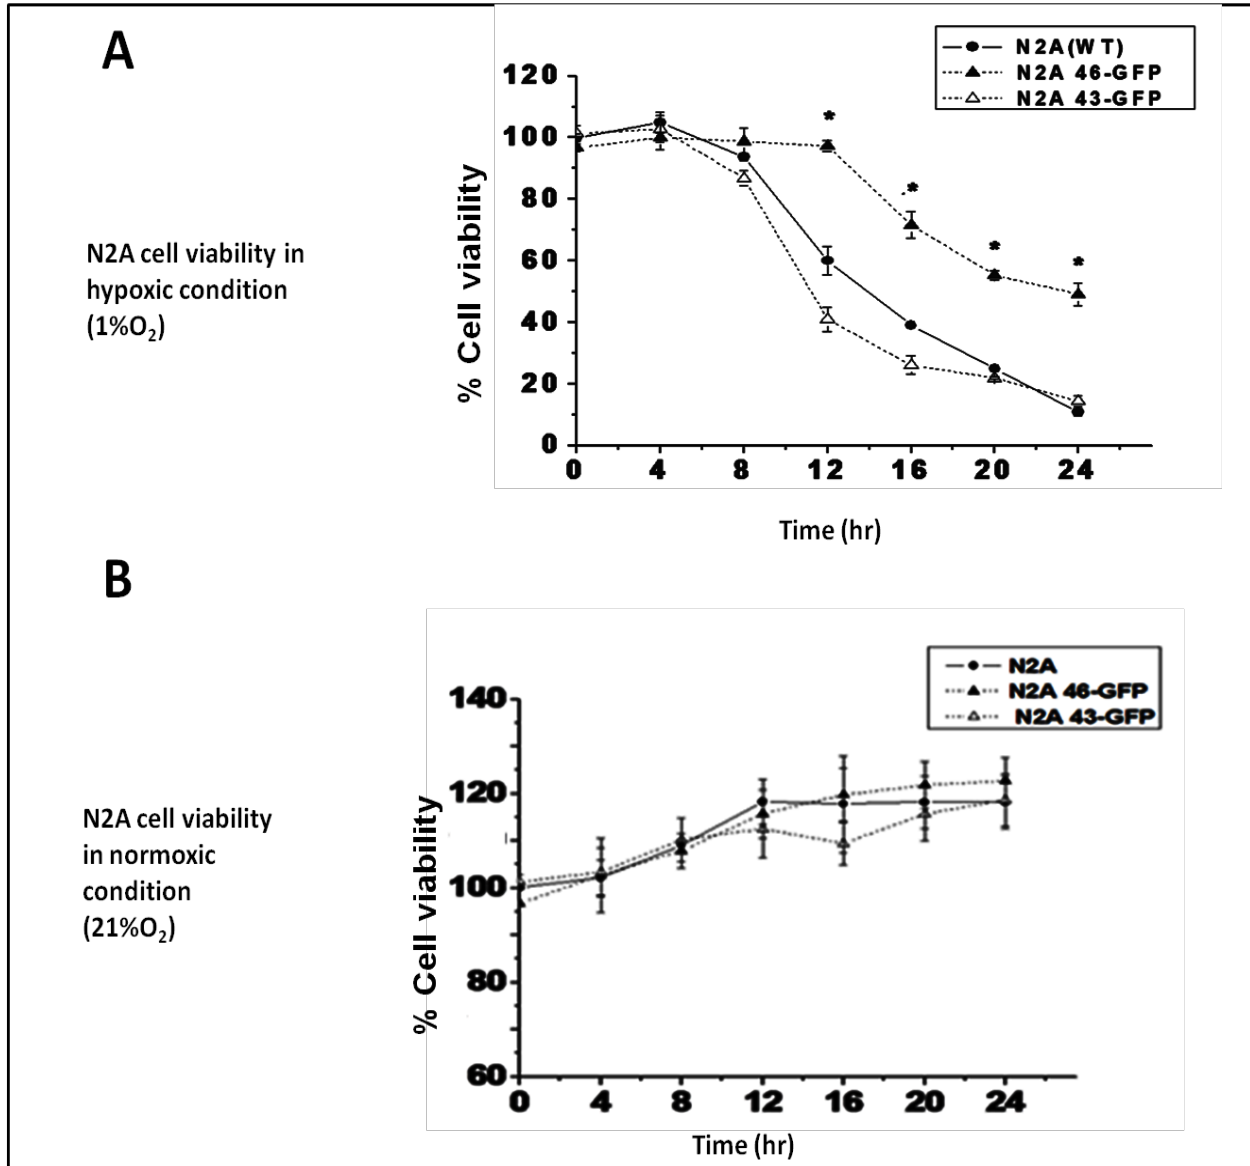 A
N2A(WT)
N2A 46-GFP
N2A 43-GFP
120
100
80
60
40
20
0
% Cell viability
* * * *
0 4 8 12 16 20 24
Time (hr)
N2A cell viability in
hypoxic condition
(1%O₂)
B
N2A
N2A 46-GFP
N2A 43-GFP
140
120
100
80
60
% Cell viability
0 4 8 12 16 20 24
Time (hr)
N2A cell viability
in normoxic
condition
(21%O₂)